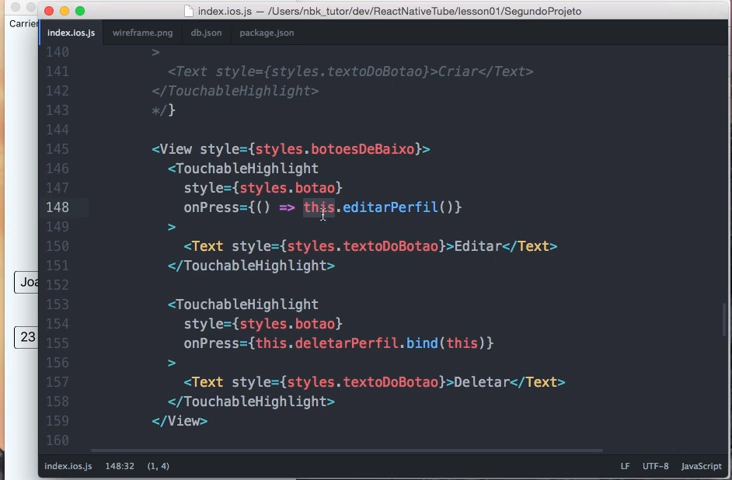 index.ios.js — /Users/nbk_tutor/dev/ReactNativeTube/lesson01/SegundoProjeto
Carrier
index.ios.js wireframe.png db.json package.json
140 >
141 <Text style={styles.textoDoBotao}>Criar</Text>
142 </TouchableHighlight>
143 */}
144
145 <View style={styles.botoesDeBaixo}>
146 <TouchableHighlight
147 style={styles.botao}
148 onPress={() => this.editarPerfil()}
149 >
150 <Text style={styles.textoDoBotao}>Editar</Text>
151 </TouchableHighlight>
152
153 <TouchableHighlight
154 style={styles.botao}
155 onPress={this.deletarPerfil.bind(this)}
156 >
157 <Text style={styles.textoDoBotao}>Deletar</Text>
158 </TouchableHighlight>
159 </View>
160
Joa
23
index.ios.js 148:32 (1, 4) LF UTF-8 JavaScript